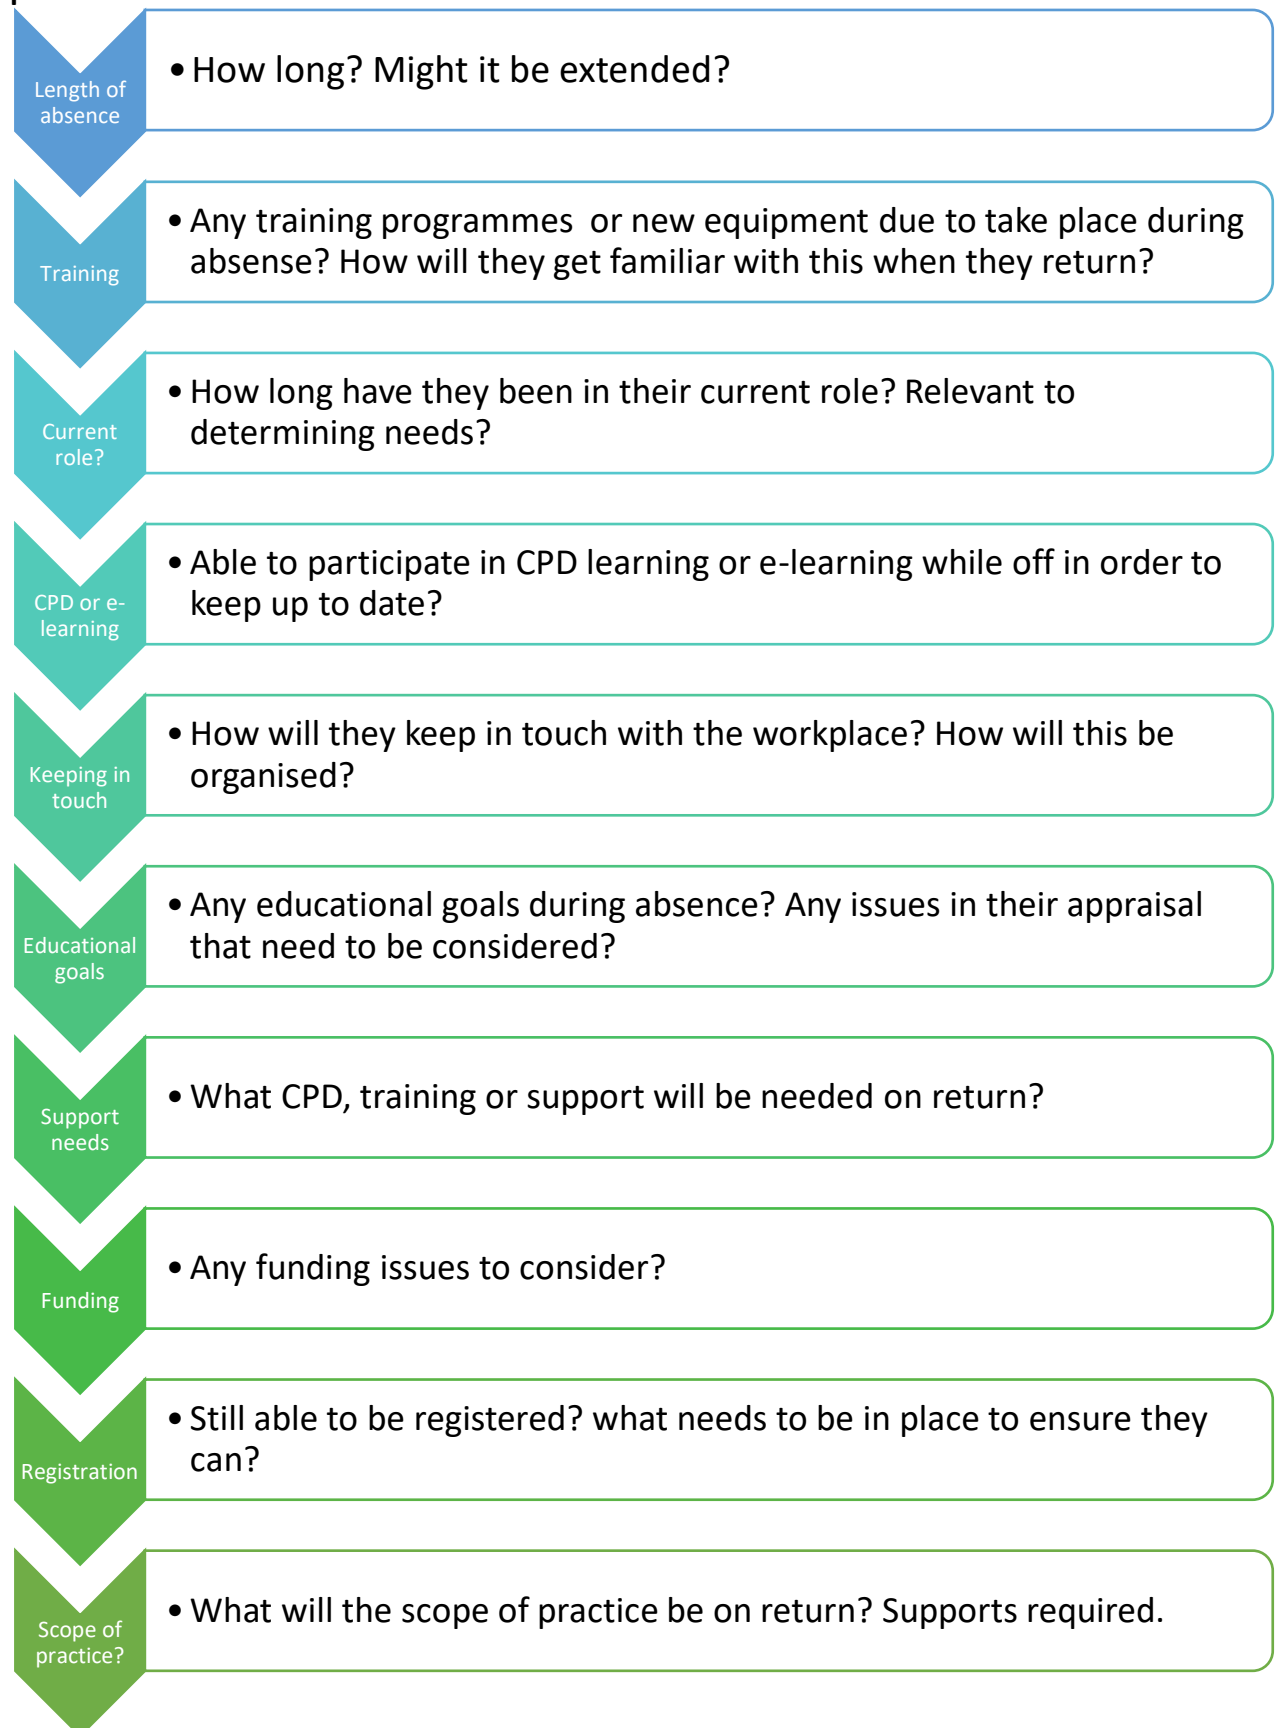 Length of
absence
• How long? Might it be extended?
Training
• Any training programmes  or new equipment due to take place during
absense? How will they get familiar with this when they return?
Current
role?
• How long have they been in their current role? Relevant to
determining needs?
CPD or e-
learning
• Able to participate in CPD learning or e-learning while off in order to
keep up to date?
Keeping in
touch
• How will they keep in touch with the workplace? How will this be
organised?
Educational
goals
• Any educational goals during absence? Any issues in their appraisal
that need to be considered?
Support
needs
• What CPD, training or support will be needed on return?
Funding
• Any funding issues to consider?
Registration
• Still able to be registered? what needs to be in place to ensure they
can?
Scope of
practice?
• What will the scope of practice be on return? Supports required.